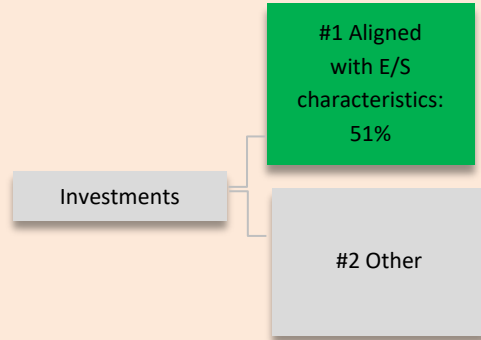 #1 Aligned
with E/S
characteristics:
51%
Investments
#2 Other